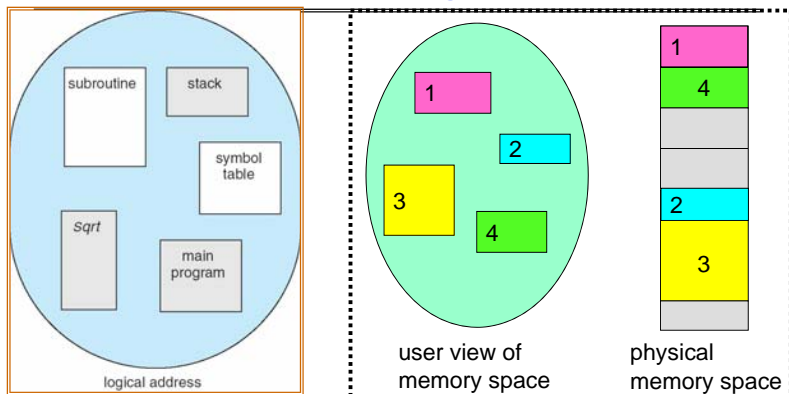 subroutine
stack
symbol
table
Sqrt
main
program
logical address
1
2
3
4
user view of
memory space
1
4
2
3
physical
memory space